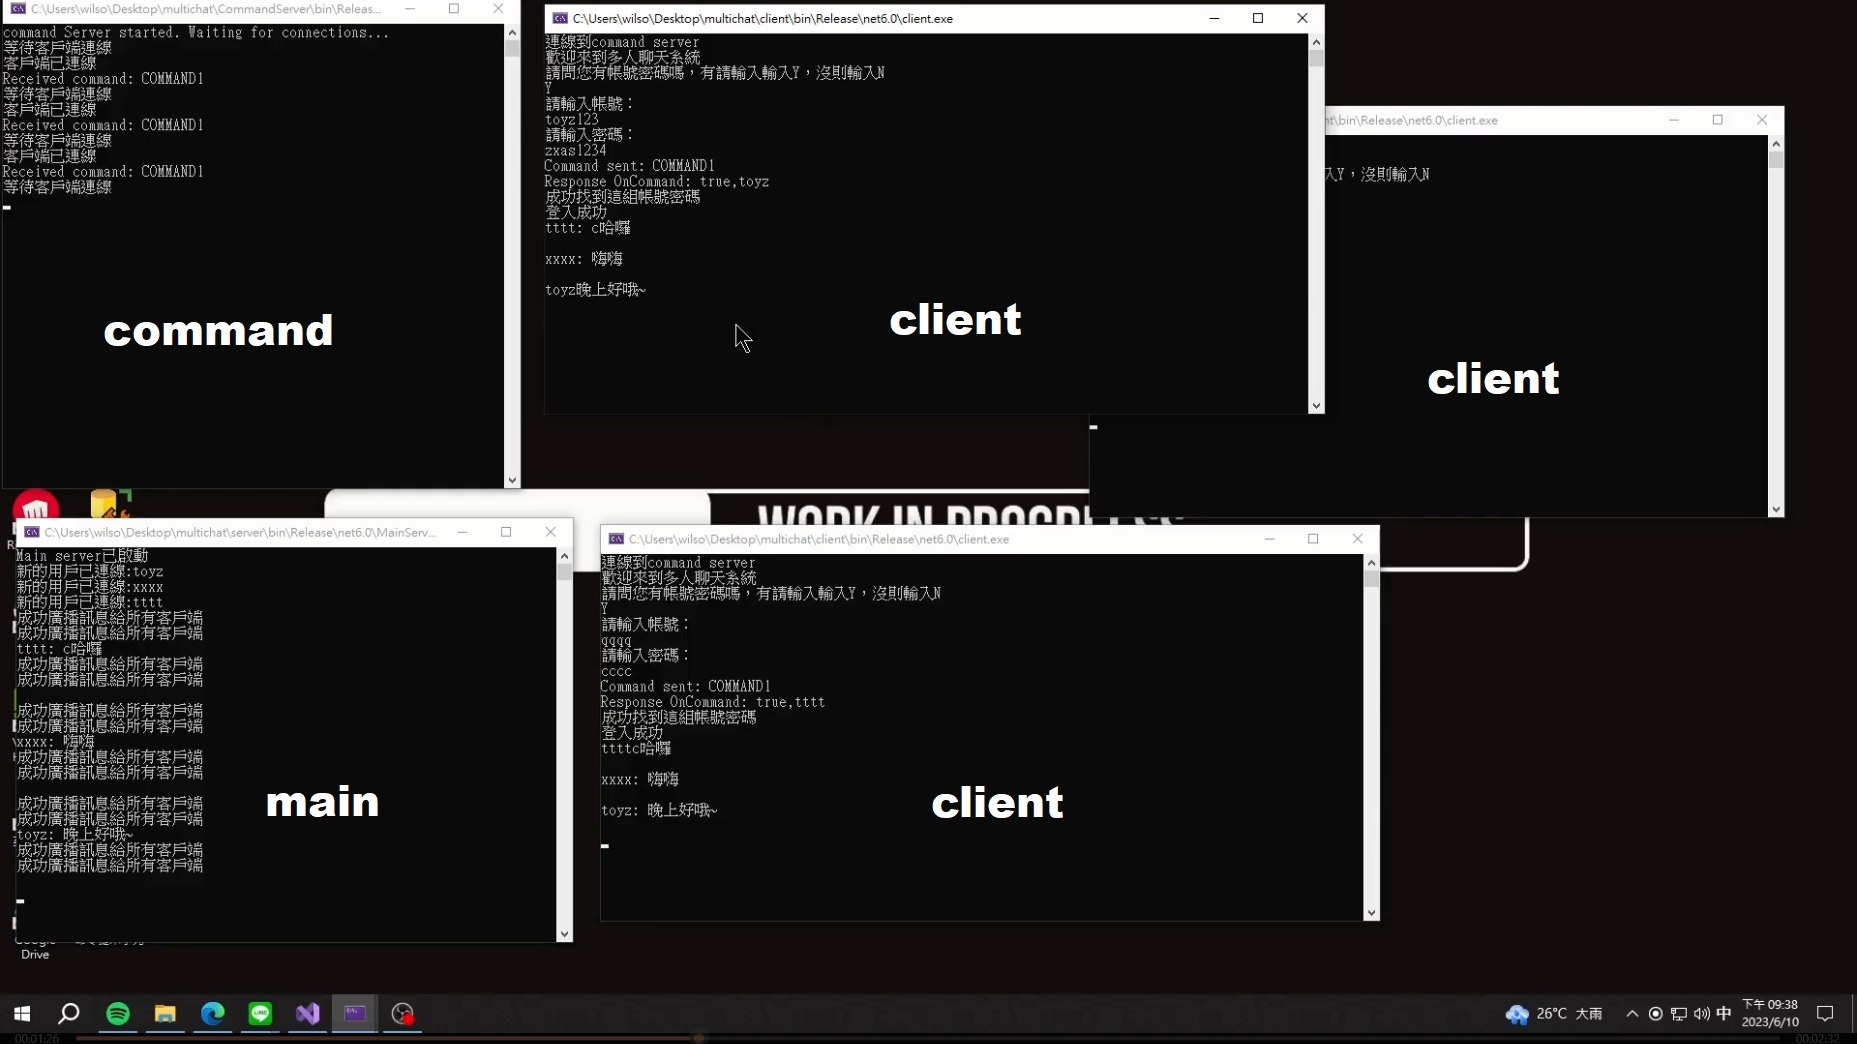 C:\Users\wilso\Desktop\multichat\CommandServer\bin\Releas...
command Server started. Waiting for connections...
等待客戶端連線
客戶端已連線
Received command: COMMAND1
等待客戶端連線
客戶端已連線
Received command: COMMAND1
等待客戶端連線
客戶端已連線
Received command: COMMAND1
等待客戶端連線
command
C:\Users\wilso\Desktop\multichat\client\bin\Release\net6.0\client.exe
連線到command server
歡迎來到多人聊天系統
請問您有帳號密碼嗎，有請輸入輸入Y，沒則輸入N
Y
請輸入帳號：
toyz123
請輸入密碼：
zxas1234
Command sent: COMMAND1
Response OnCommand: true,toyz
成功找到這組帳號密碼
登入成功
tttt: c哈囉
xxxx: 嗨嗨
toyz晚上好哦~
client
nt\bin\Release\net6.0\client.exe
入Y，沒則輸入N
client
WORK IN PROGRESS
C:\Users\wilso\Desktop\multichat\server\bin\Release\net6.0\MainServ...
Main server已啟動
新的用戶已連線:toyz
新的用戶已連線:xxxx
新的用戶已連線:tttt
成功廣播訊息給所有客戶端
成功廣播訊息給所有客戶端
tttt: c哈囉
成功廣播訊息給所有客戶端
成功廣播訊息給所有客戶端
成功廣播訊息給所有客戶端
成功廣播訊息給所有客戶端
xxxx: 嗨嗨
成功廣播訊息給所有客戶端
成功廣播訊息給所有客戶端
成功廣播訊息給所有客戶端
成功廣播訊息給所有客戶端
toyz: 晚上好哦~
成功廣播訊息給所有客戶端
成功廣播訊息給所有客戶端
main
C:\Users\wilso\Desktop\multichat\client\bin\Release\net6.0\client.exe
連線到command server
歡迎來到多人聊天系統
請問您有帳號密碼嗎，有請輸入輸入Y，沒則輸入N
Y
請輸入帳號：
qqqq
請輸入密碼：
cccc
Command sent: COMMAND1
Response OnCommand: true,tttt
成功找到這組帳號密碼
登入成功
ttttc哈囉
xxxx: 嗨嗨
toyz: 晚上好哦~
client
Google
Drive
26°C 大雨
中
下午 09:38
2023/6/10
00:01:26
00:02:32